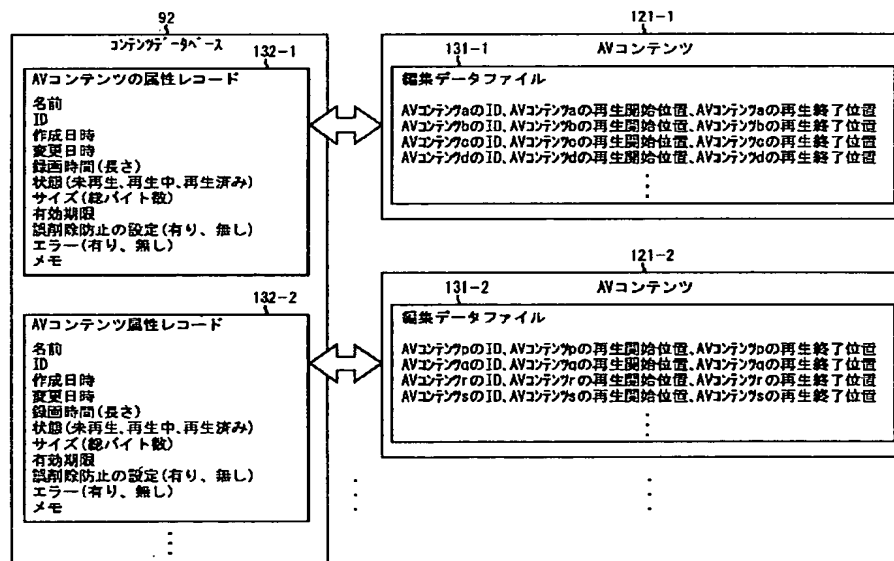 92
コンテンツデータベース
132-1
AVコンテンツの属性レコード
名前
ID
作成日時
変更日時
録画時間(長さ)
状態(未再生、再生中、再生済み)
サイズ(総バイト数)
有効期限
誤削除防止の設定(有り、無し)
エラー(有り、無し)
メモ
132-2
AVコンテンツ属性レコード
名前
ID
作成日時
変更日時
録画時間(長さ)
状態(未再生、再生中、再生済み)
サイズ(総バイト数)
有効期限
誤削除防止の設定(有り、無し)
エラー(有り、無し)
メモ
121-1
AVコンテンツ
131-1
編集データファイル
AVコンテンツaのID、AVコンテンツaの再生開始位置、AVコンテンツaの再生終了位置
AVコンテンツbのID、AVコンテンツbの再生開始位置、AVコンテンツbの再生終了位置
AVコンテンツcのID、AVコンテンツcの再生開始位置、AVコンテンツcの再生終了位置
AVコンテンツdのID、AVコンテンツdの再生開始位置、AVコンテンツdの再生終了位置
121-2
AVコンテンツ
131-2
編集データファイル
AVコンテンツpのID、AVコンテンツpの再生開始位置、AVコンテンツpの再生終了位置
AVコンテンツqのID、AVコンテンツqの再生開始位置、AVコンテンツqの再生終了位置
AVコンテンツrのID、AVコンテンツrの再生開始位置、AVコンテンツrの再生終了位置
AVコンテンツsのID、AVコンテンツsの再生開始位置、AVコンテンツsの再生終了位置